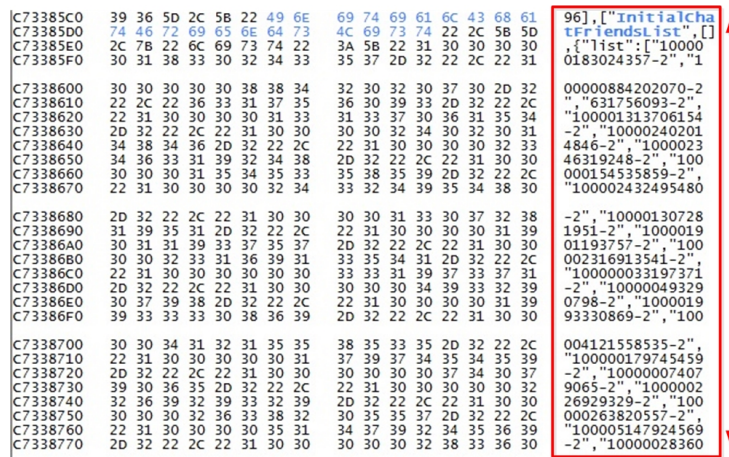 C73385C0 39 36 5D 2C 5B 22 49 6E 69 74 69 61 6C 43 68 61 96],["InitialCha
C73385D0 74 46 72 69 65 6E 64 73 4C 69 73 74 22 2C 5B 5D tFriendsList",[]
C73385E0 2C 7B 22 6C 69 73 74 22 3A 5B 22 31 30 30 30 30 ,{"list":["10000
C73385F0 30 31 38 33 30 32 34 33 35 37 2D 32 22 2C 22 31 0183024357-2","1
C7338600 30 30 30 30 30 38 38 34 32 30 32 30 37 30 2D 32 00000884202070-2
C7338610 22 2C 22 36 33 31 37 35 36 30 39 33 2D 32 22 2C ","631756093-2",
C7338620 22 31 30 30 30 30 31 33 31 33 37 30 36 31 35 34 "100001313706154
C7338630 2D 32 22 2C 22 31 30 30 30 30 32 34 30 32 30 31 -2","10000240201
C7338640 34 38 34 36 2D 32 22 2C 22 31 30 30 30 30 32 33 4846-2","1000023
C7338650 34 36 33 31 39 32 34 38 2D 32 22 2C 22 31 30 30 46319248-2","100
C7338660 30 30 30 31 35 34 35 33 35 38 35 39 2D 32 22 2C 000154535859-2",
C7338670 22 31 30 30 30 30 32 34 33 32 34 39 35 34 38 30 "100002432495480
C7338680 2D 32 22 2C 22 31 30 30 30 30 31 33 30 37 32 38 -2","10000130728
C7338690 31 39 35 31 2D 32 22 2C 22 31 30 30 30 30 31 39 1951-2","1000019
C73386A0 30 31 31 39 33 37 35 37 2D 32 22 2C 22 31 30 30 01193757-2","100
C73386B0 30 30 32 33 31 36 39 31 33 35 34 31 2D 32 22 2C 002316913541-2",
C73386C0 22 31 30 30 30 30 30 30 33 33 31 39 37 33 37 31 "100000033197371
C73386D0 2D 32 22 2C 22 31 30 30 30 30 30 34 39 33 32 39 -2","10000049329
C73386E0 30 37 39 38 2D 32 22 2C 22 31 30 30 30 30 31 39 0798-2","1000019
C73386F0 39 33 33 33 30 38 36 39 2D 32 22 2C 22 31 30 30 93330869-2","100
C7338700 30 30 34 31 32 31 35 35 38 35 33 35 2D 32 22 2C 004121558535-2",
C7338710 22 31 30 30 30 30 30 31 37 39 37 34 35 34 35 39 "100000179745459
C7338720 2D 32 22 2C 22 31 30 30 30 30 30 30 37 34 30 37 -2","10000007407
C7338730 39 30 36 35 2D 32 22 2C 22 31 30 30 30 30 30 32 9065-2","1000002
C7338740 32 36 39 32 39 33 32 39 2D 32 22 2C 22 31 30 30 26929329-2","100
C7338750 30 30 30 32 36 33 38 32 30 35 35 37 2D 32 22 2C 000263820557-2",
C7338760 22 31 30 30 30 30 35 31 34 37 39 32 34 35 36 39 "100005147924569
C7338770 2D 32 22 2C 22 31 30 30 30 30 30 32 38 33 36 30 -2","10000028360